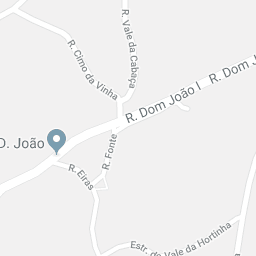 R. Vale da Cabaça
R. Cimo da Vinha
R. Dom João I
R. Dom J
D. João
R. Fonte
R. Eiras
Estr. de Vale da Hortinha